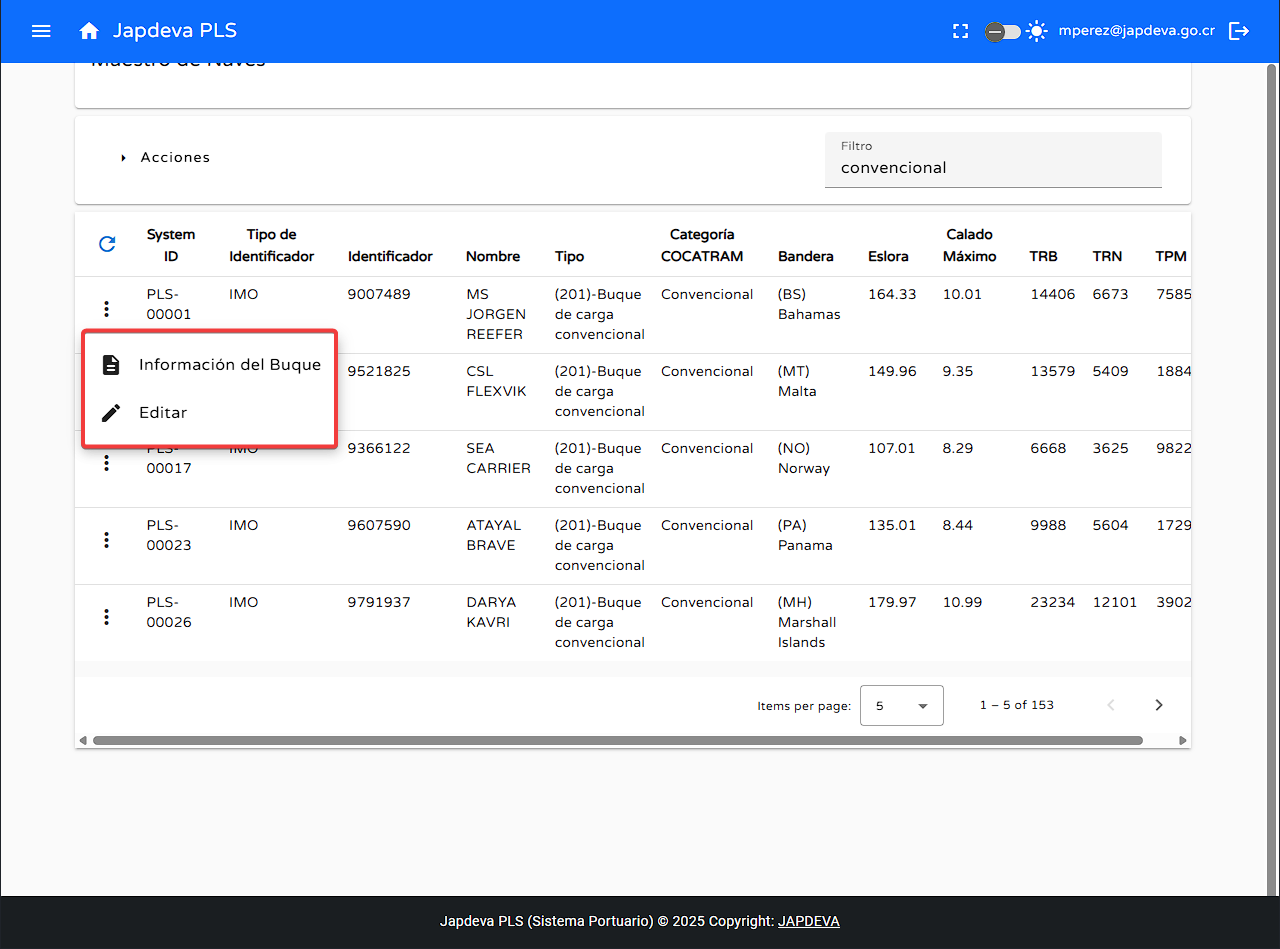 Japdeva PLS
mperez@japdeva.go.cr
Maestro de Naves
Acciones
Filtro
convencional
System ID
Tipo de Identificador
Identificador
Nombre
Tipo
Categoría COCATRAM
Bandera
Eslora
Calado Máximo
TRB
TRN
TPM
PLS-00001 IMO 9007489 MS JORGEN REEFER (201)-Buque de carga convencional Convencional (BS) Bahamas 164.33 10.01 14406 6673 7585
Información del Buque
Editar
9521825 CSL FLEXVIK (201)-Buque de carga convencional Convencional (MT) Malta 149.96 9.35 13579 5409 1884
PLS-00017 IMO 9366122 SEA CARRIER (201)-Buque de carga convencional Convencional (NO) Norway 107.01 8.29 6668 3625 9822
PLS-00023 IMO 9607590 ATAYAL BRAVE (201)-Buque de carga convencional Convencional (PA) Panama 135.01 8.44 9988 5604 1729
PLS-00026 IMO 9791937 DARYA KAVRI (201)-Buque de carga convencional Convencional (MH) Marshall Islands 179.97 10.99 23234 12101 3902
Items per page: 5 1 – 5 of 153
Japdeva PLS (Sistema Portuario) © 2025 Copyright: JAPDEVA